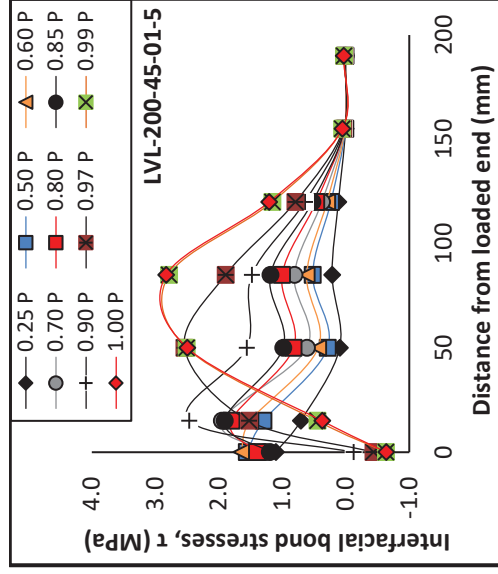 0.25 P
0.50 P
0.60 P
0.70 P
0.80 P
0.85 P
0.90 P
0.97 P
0.99 P
1.00 P
LVL-200-45-01-5
Interfacial bond stresses, τ (MPa)
4.0
3.0
2.0
1.0
0.0
-1.0
0
50
100
150
200
Distance from loaded end (mm)